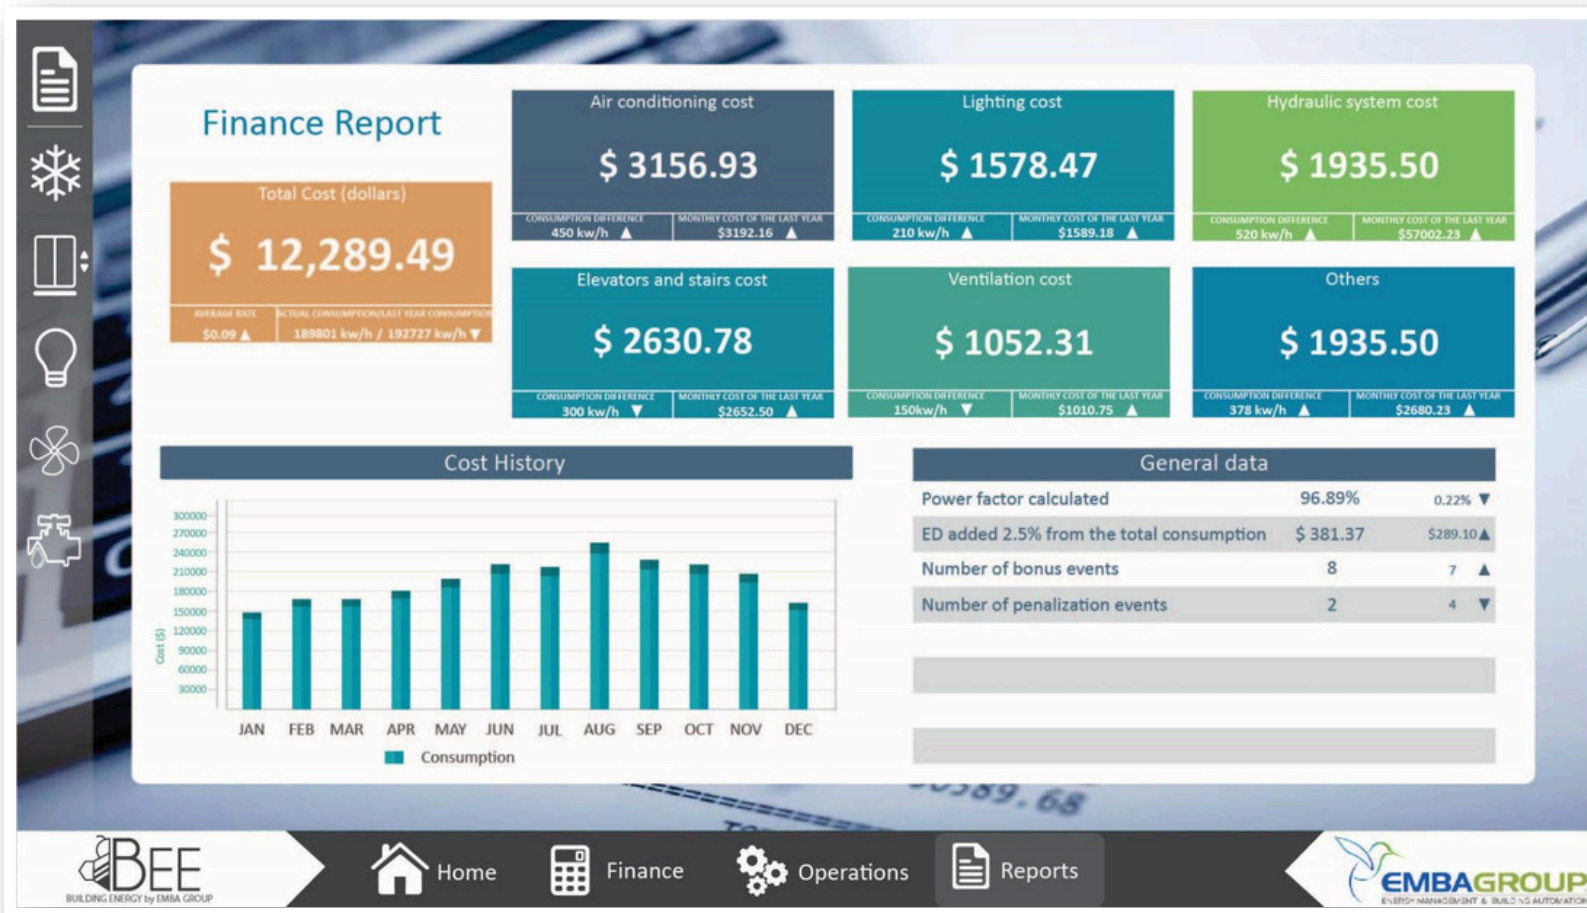 Finance Report
Total Cost (dollars)
$ 12,289.49
AVERAGE RATE
$0.09 ▲
ACTUAL CONSUMPTION/LAST YEAR CONSUMPTION
189801 kw/h / 192727 kw/h ▼
Air conditioning cost
$ 3156.93
CONSUMPTION DIFFERENCE
450 kw/h ▲
MONTHLY COST OF THE LAST YEAR
$3192.16 ▲
Lighting cost
$ 1578.47
CONSUMPTION DIFFERENCE
210 kw/h ▲
MONTHLY COST OF THE LAST YEAR
$1589.18 ▲
Hydraulic system cost
$ 1935.50
CONSUMPTION DIFFERENCE
520 kw/h ▲
MONTHLY COST OF THE LAST YEAR
$57002.23 ▲
Elevators and stairs cost
$ 2630.78
CONSUMPTION DIFFERENCE
300 kw/h ▼
MONTHLY COST OF THE LAST YEAR
$2652.50 ▲
Ventilation cost
$ 1052.31
CONSUMPTION DIFFERENCE
150kw/h ▼
MONTHLY COST OF THE LAST YEAR
$1010.75 ▲
Others
$ 1935.50
CONSUMPTION DIFFERENCE
378 kw/h ▲
MONTHLY COST OF THE LAST YEAR
$2680.23 ▲
Cost History
Cost ($)
300000
270000
240000
210000
180000
150000
120000
90000
60000
30000
JAN FEB MAR APR MAY JUN JUL AUG SEP OCT NOV DEC
Consumption
General data
Power factor calculated 96.89% 0.22% ▼
ED added 2.5% from the total consumption $ 381.37 $289.10 ▲
Number of bonus events 8 7 ▲
Number of penalization events 2 4 ▼
BEE
BUILDING ENERGY by EMBA GROUP
Home
Finance
Operations
Reports
EMBAGROUP
ENERGY MANAGEMENT & BUILDING AUTOMATION